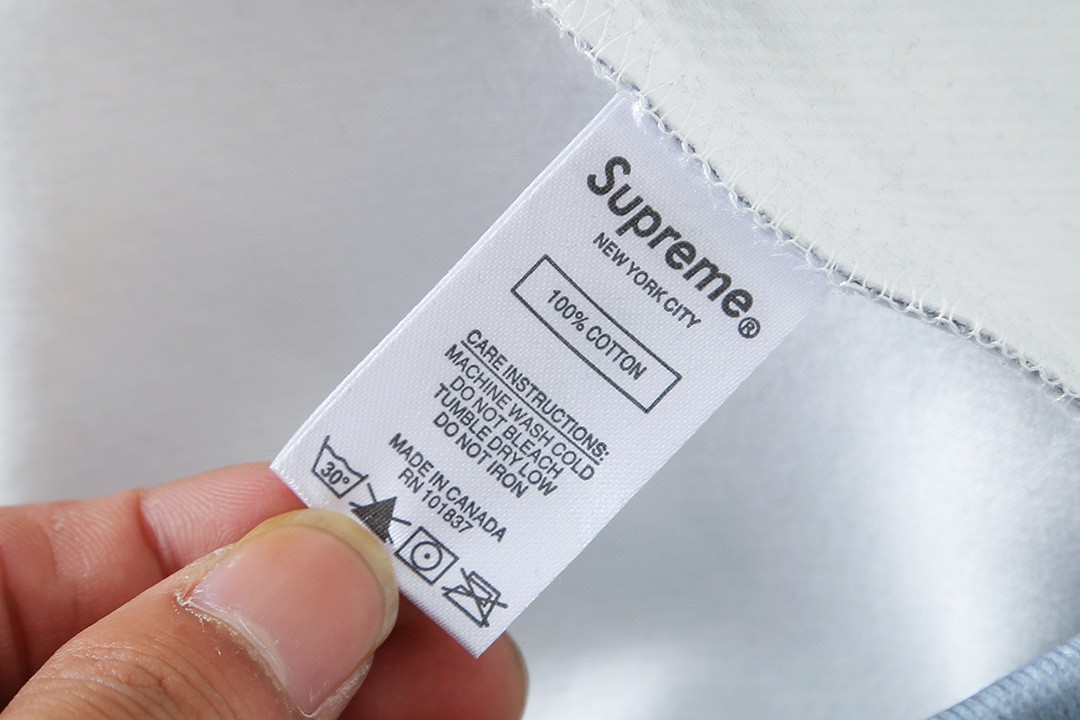 Supreme®
NEW YORK CITY
100% COTTON
CARE INSTRUCTIONS:
MACHINE WASH COLD
DO NOT BLEACH
TUMBLE DRY LOW
DO NOT IRON
MADE IN CANADA
RN 101837
30°